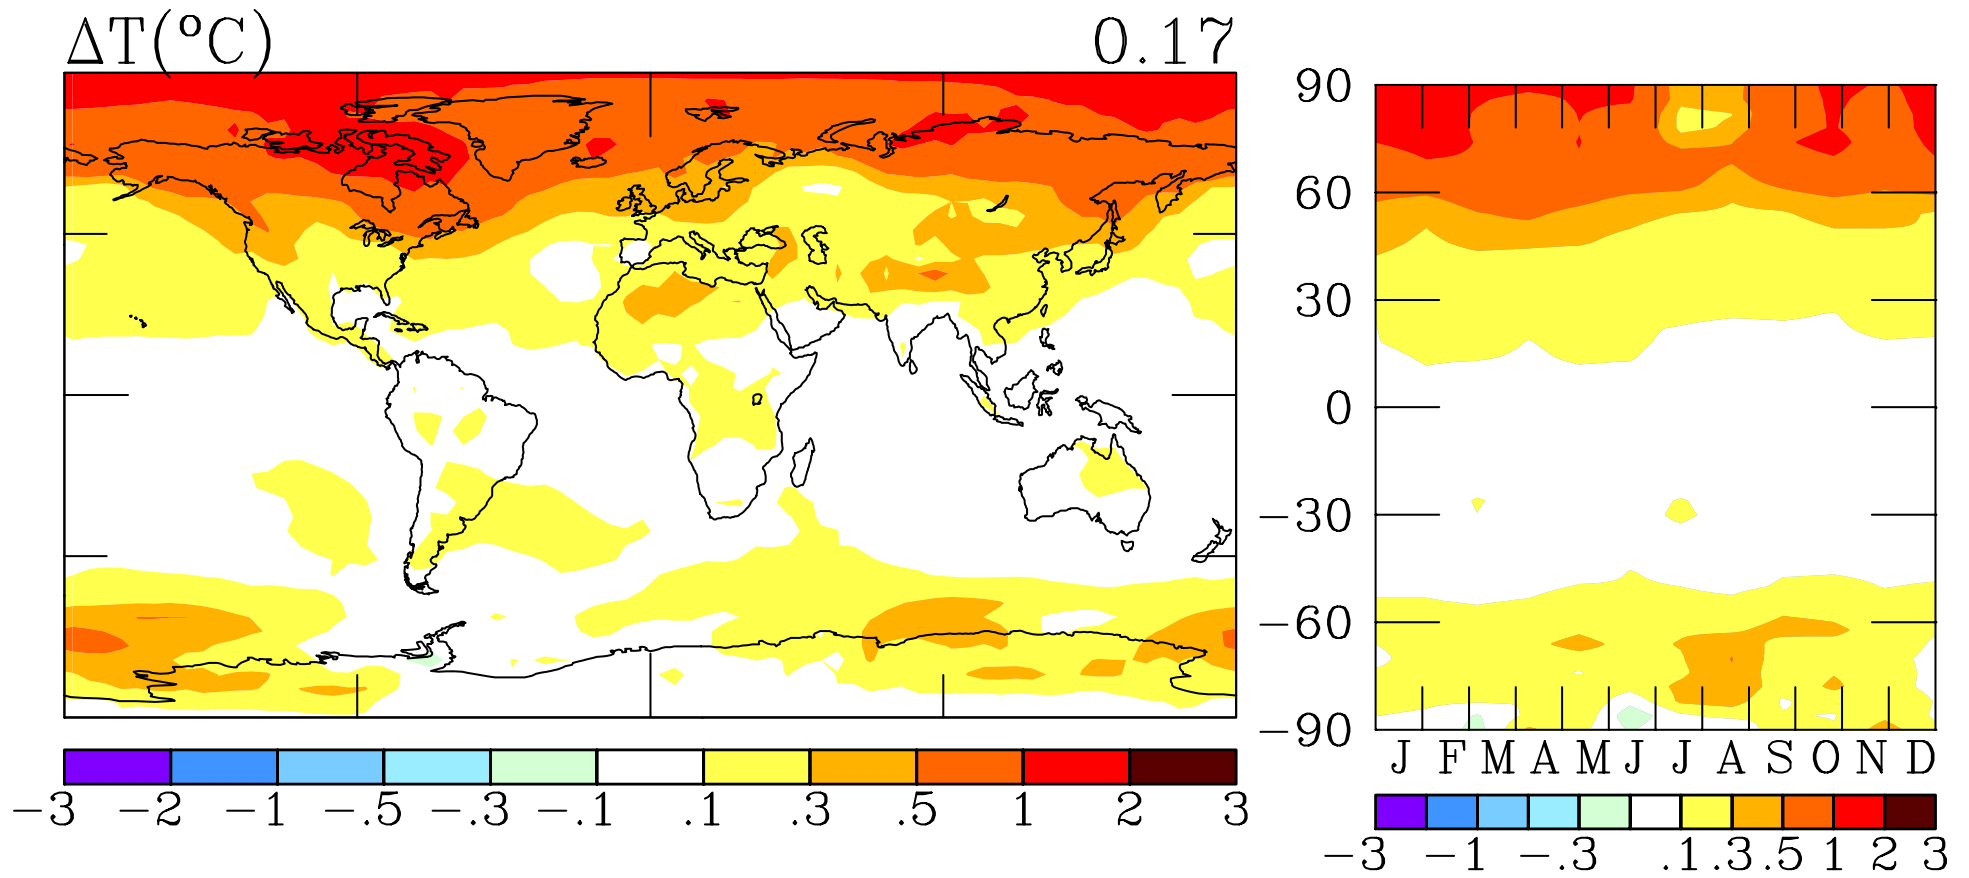 ΔT(°C) 0.17
90
60
30
0
−30
−60
−90
J F M A M J J A S O N D
−3 −2 −1 −.5 −.3 −.1 .1 .3 .5 1 2 3
−3 −1 −.3 .1 .3 .5 1 2 3